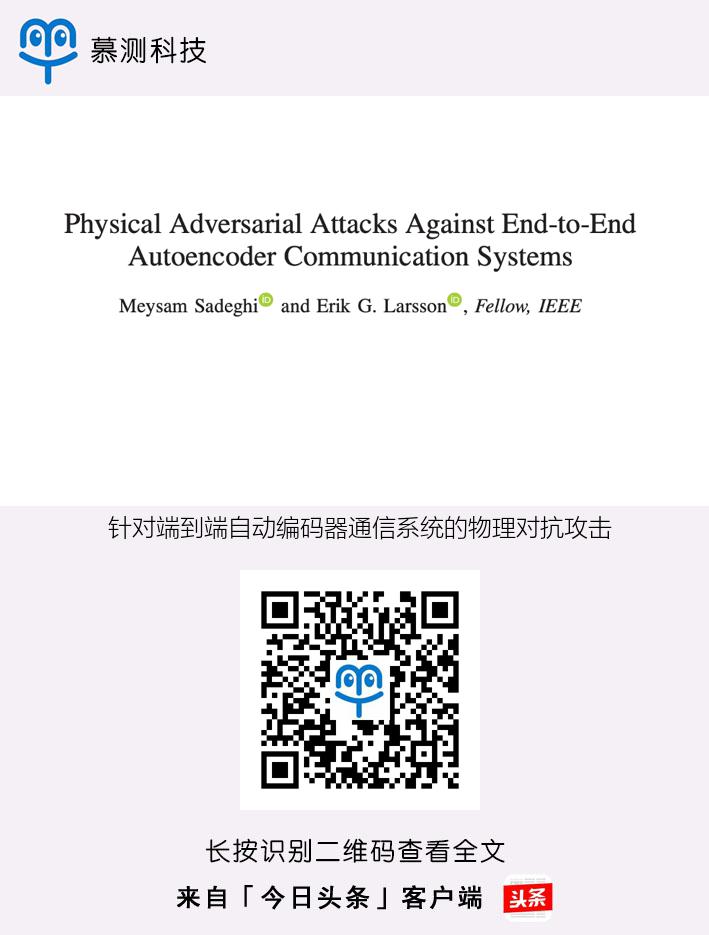 慕测科技
Physical Adversarial Attacks Against End-to-End
Autoencoder Communication Systems
Meysam Sadeghi iD and Erik G. Larsson iD, Fellow, IEEE
针对端到端自动编码器通信系统的物理对抗攻击
长按识别二维码查看全文
来自「今日头条」客户端 头条